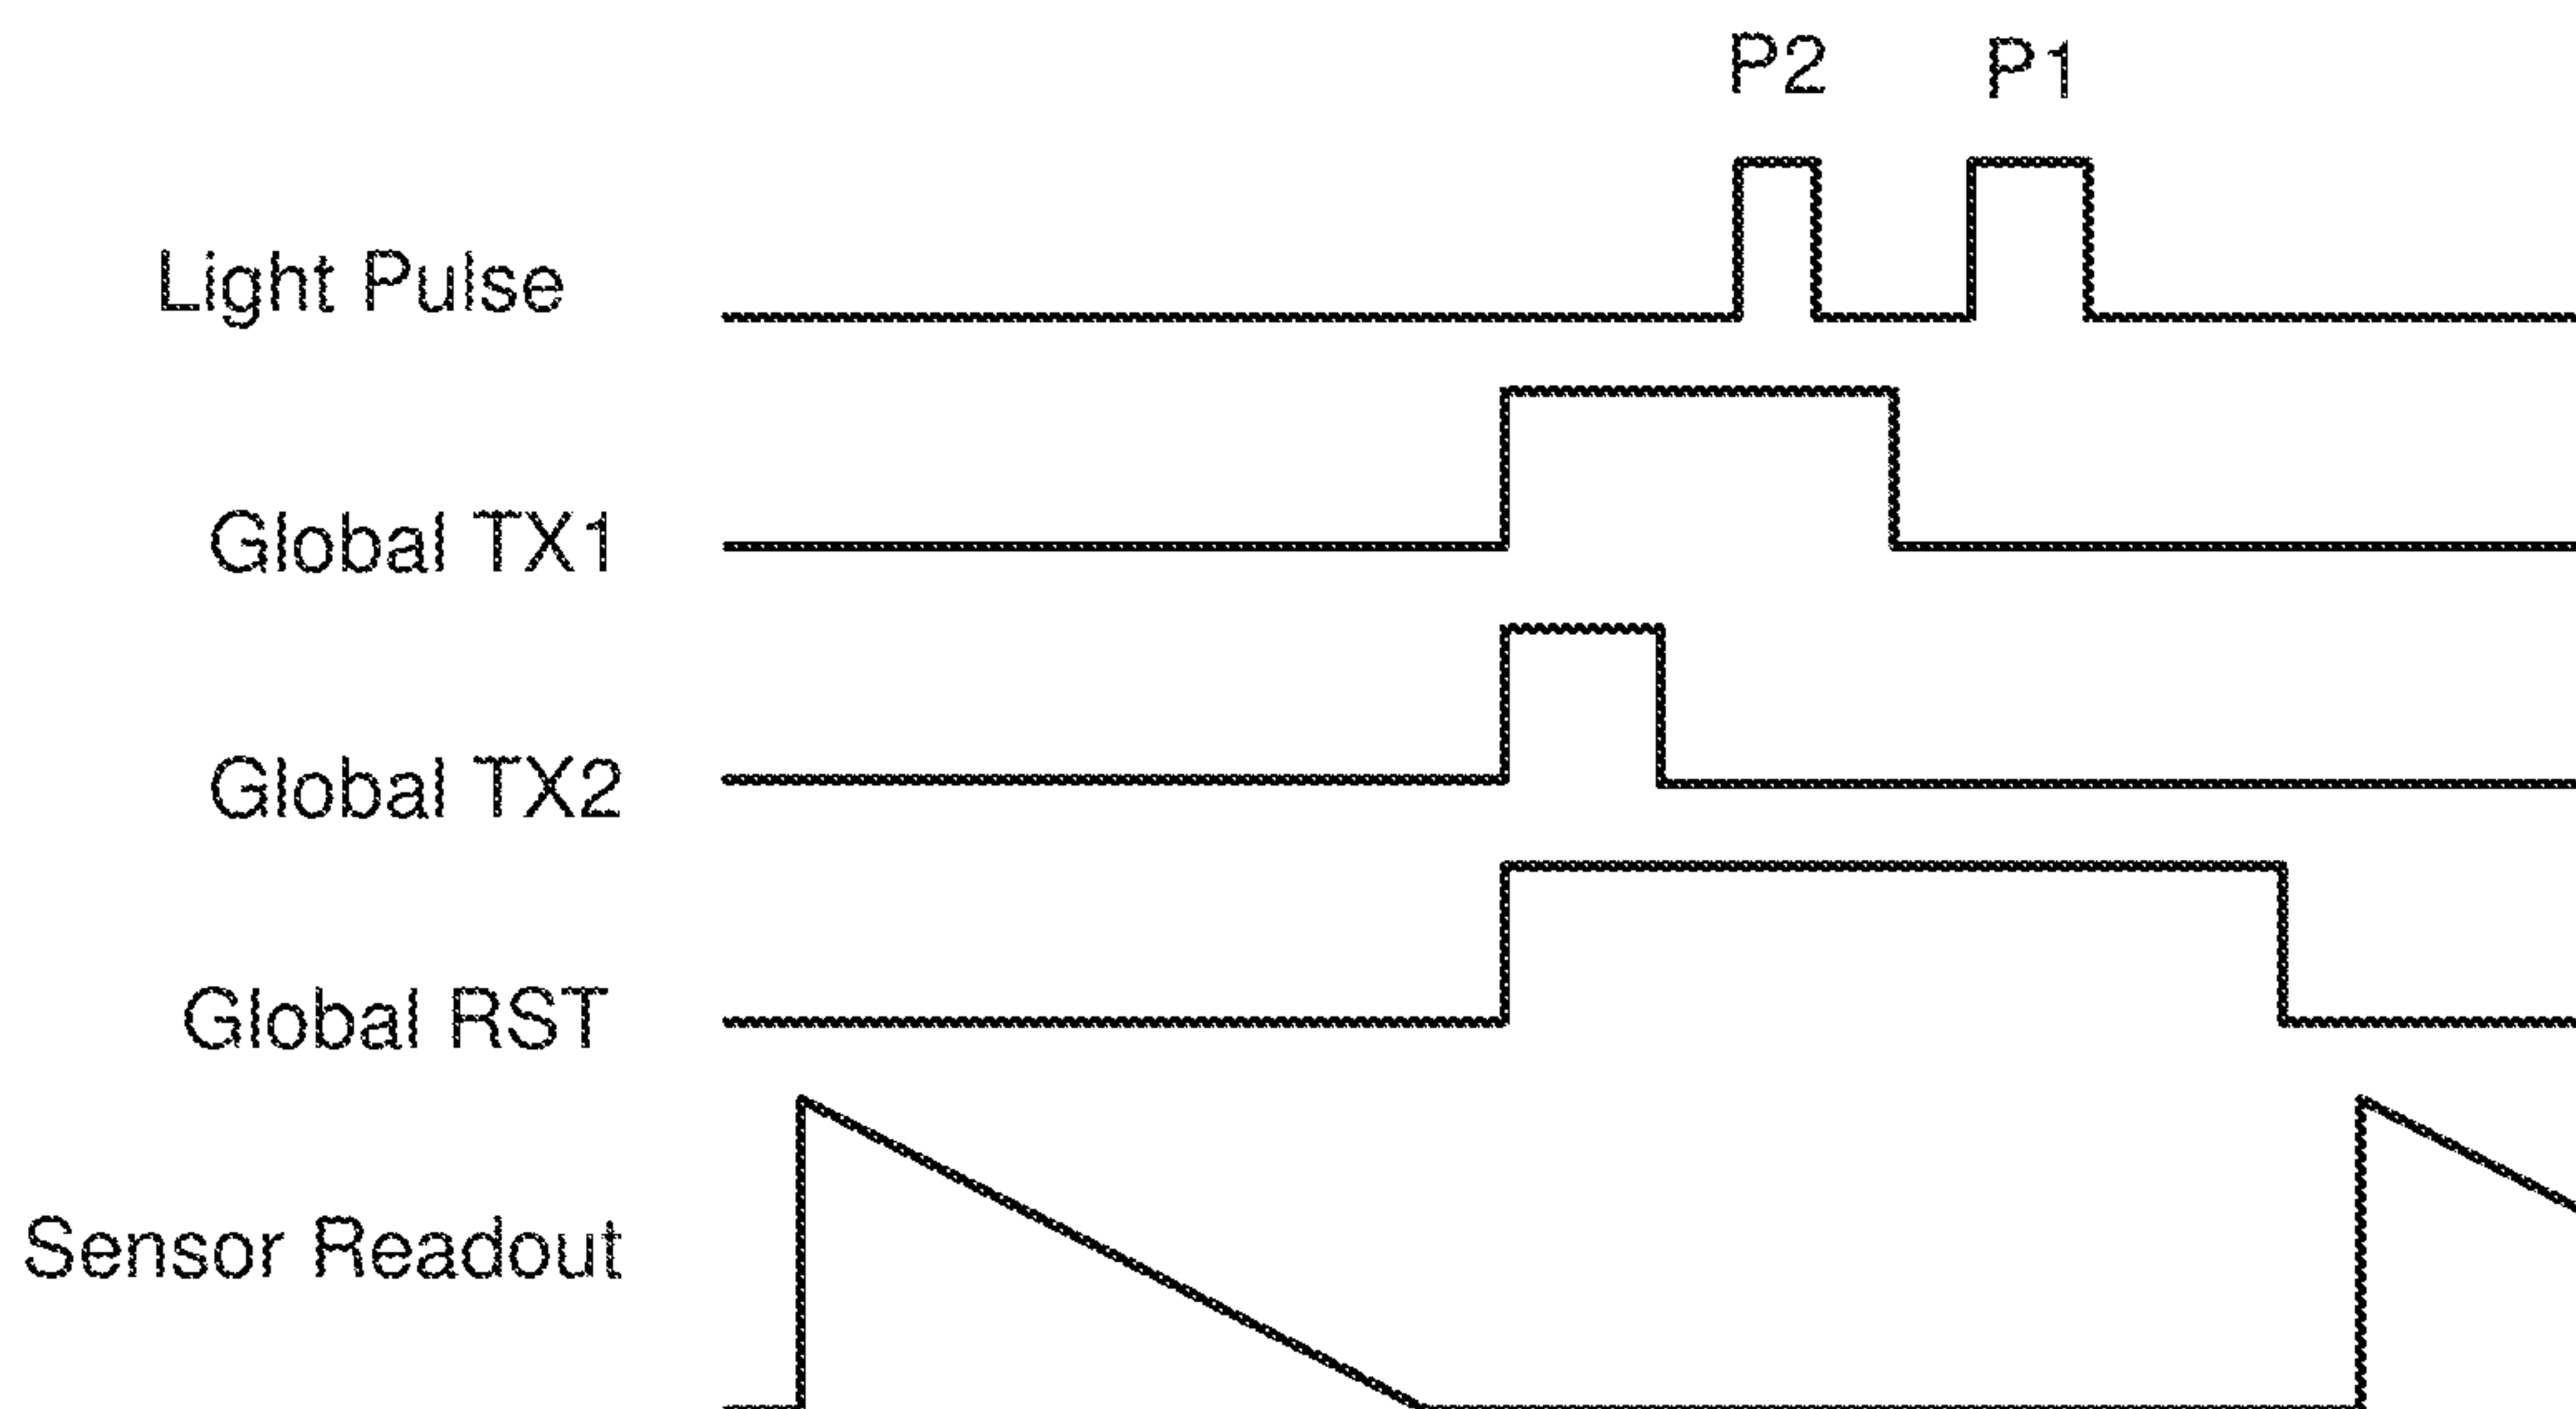 P2 P1
Light Pulse
Global TX1
Global TX2
Global RST
Sensor Readout